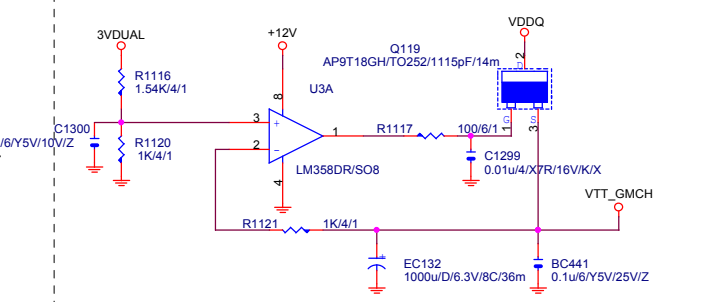 VDDQ
3VDUAL
+12V
Q119
AP9T18GH/TO252/1115pF/14m
2
D
R1116
1.54K/4/1
U3A
8
C1300
/6/Y5V/10V/Z
3
+
1
R1117
100/6/1
G
S
1
3
R1120
1K/4/1
2
-
C1299
0.01u/4/X7R/16V/K/X
4
LM358DR/SO8
VTT_GMCH
R1121
1K/4/1
+
EC132
1000u/D/6.3V/8C/36m
BC441
0.1u/6/Y5V/25V/Z